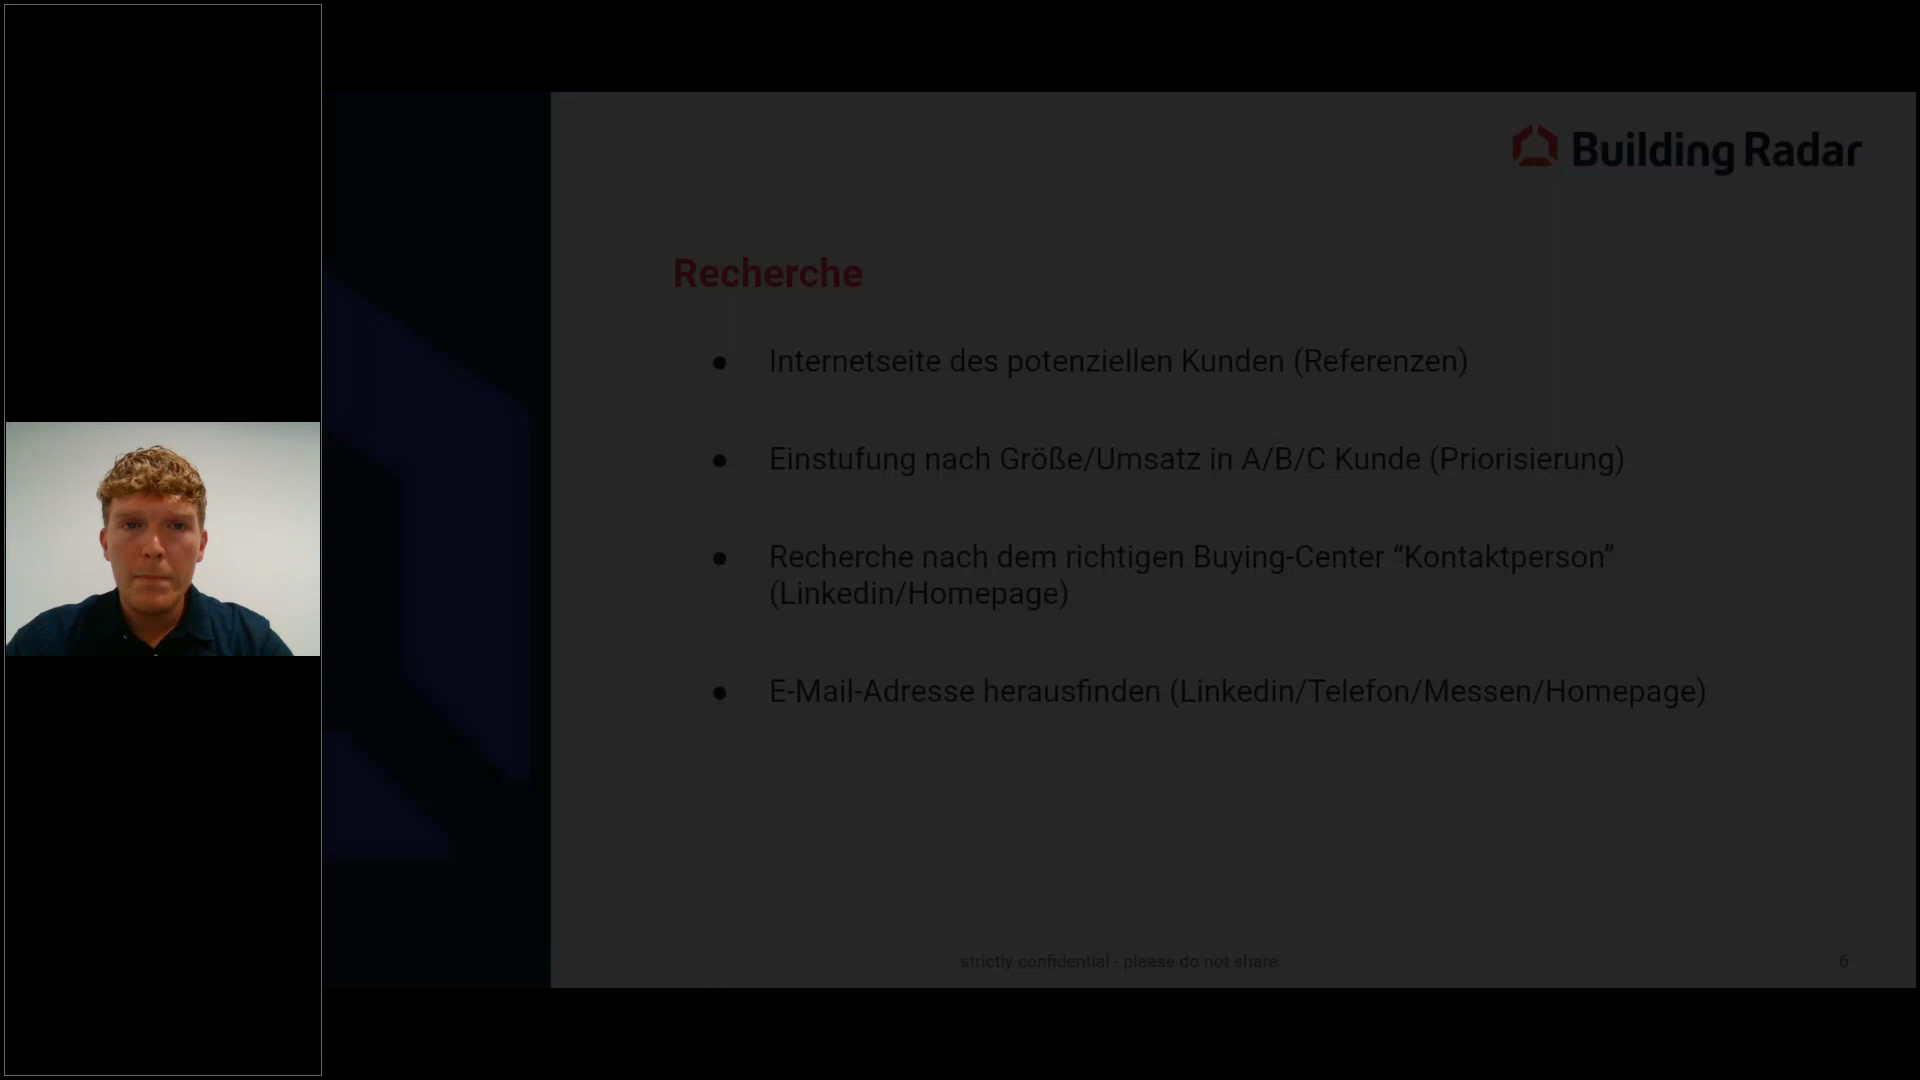 Building Radar
Recherche
● Internetseite des potenziellen Kunden (Referenzen)
● Einstufung nach Größe/Umsatz in A/B/C Kunde (Priorisierung)
● Recherche nach dem richtigen Buying-Center “Kontaktperson”
(Linkedin/Homepage)
● E-Mail-Adresse herausfinden (Linkedin/Telefon/Messen/Homepage)
strictly confidential - please do not share
6